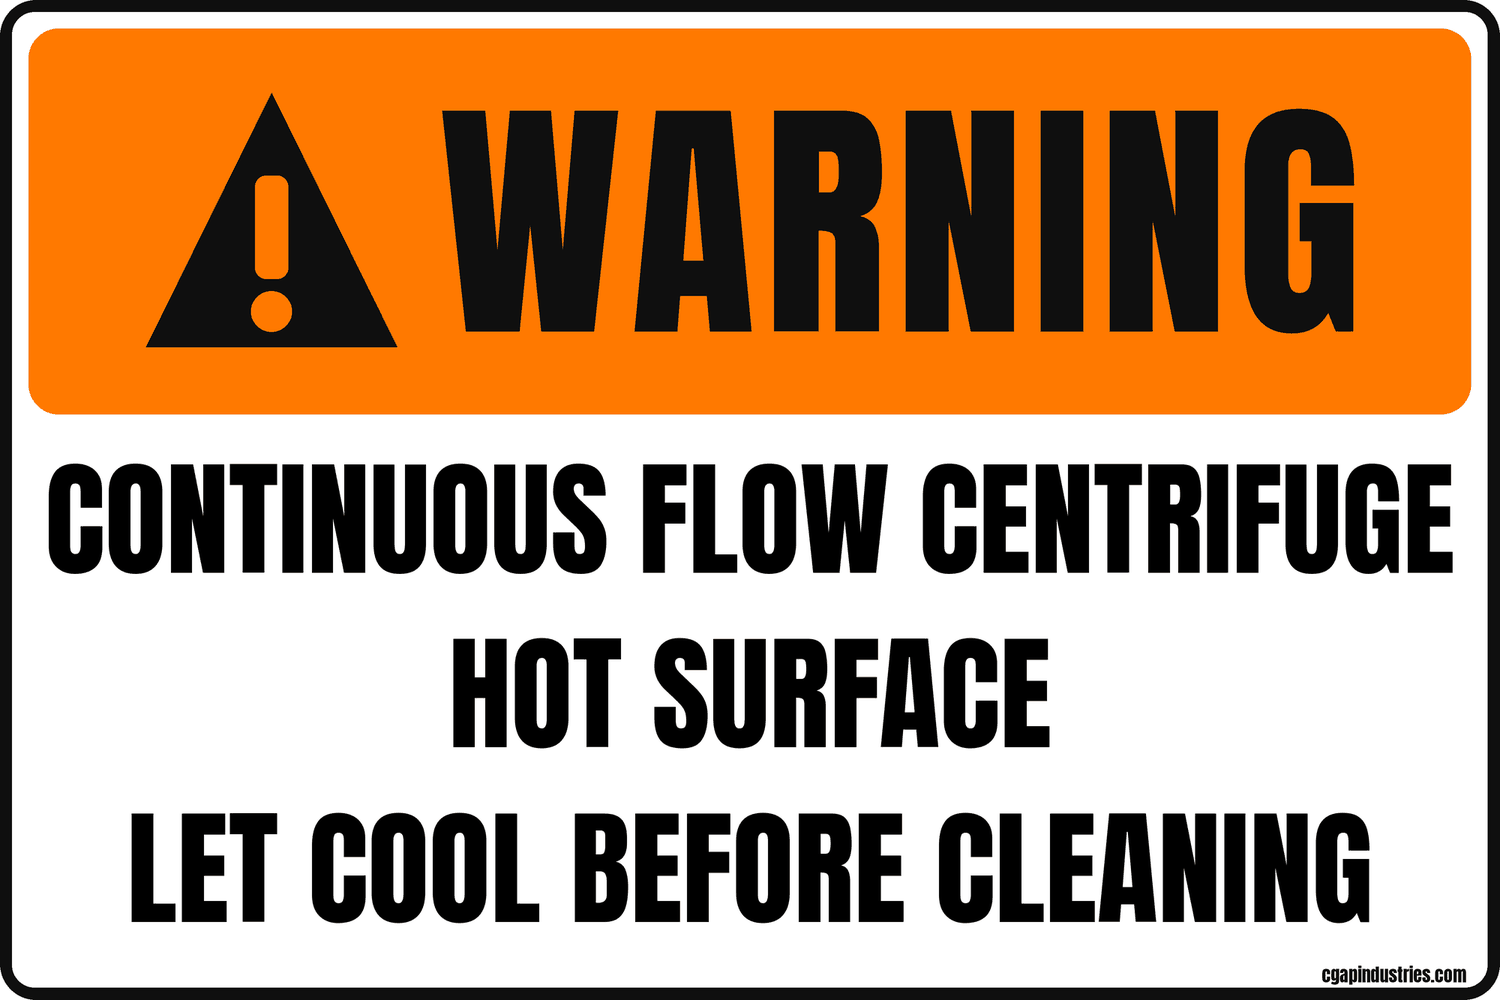 WARNING
CONTINUOUS FLOW CENTRIFUGE
HOT SURFACE
LET COOL BEFORE CLEANING
cgapindustries.com